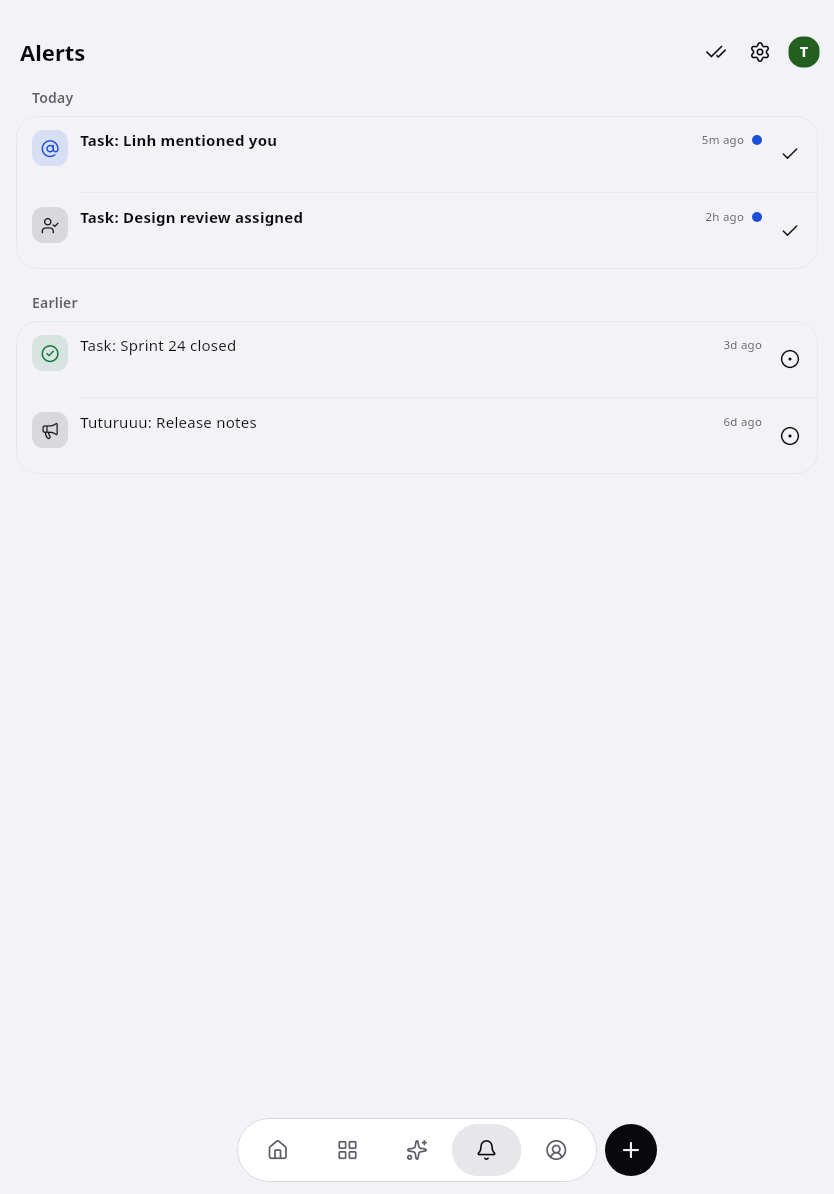 Alerts
T
Today
Task: Linh mentioned you
5m ago
Task: Design review assigned
2h ago
Earlier
Task: Sprint 24 closed
3d ago
Tuturuuu: Release notes
6d ago